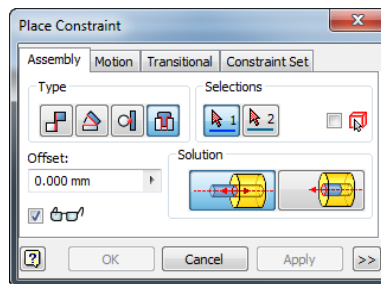 Place Constraint
x
Assembly Motion Transitional Constraint Set
Type Selections
1 2
Offset: Solution
0.000 mm
? OK Cancel Apply >>